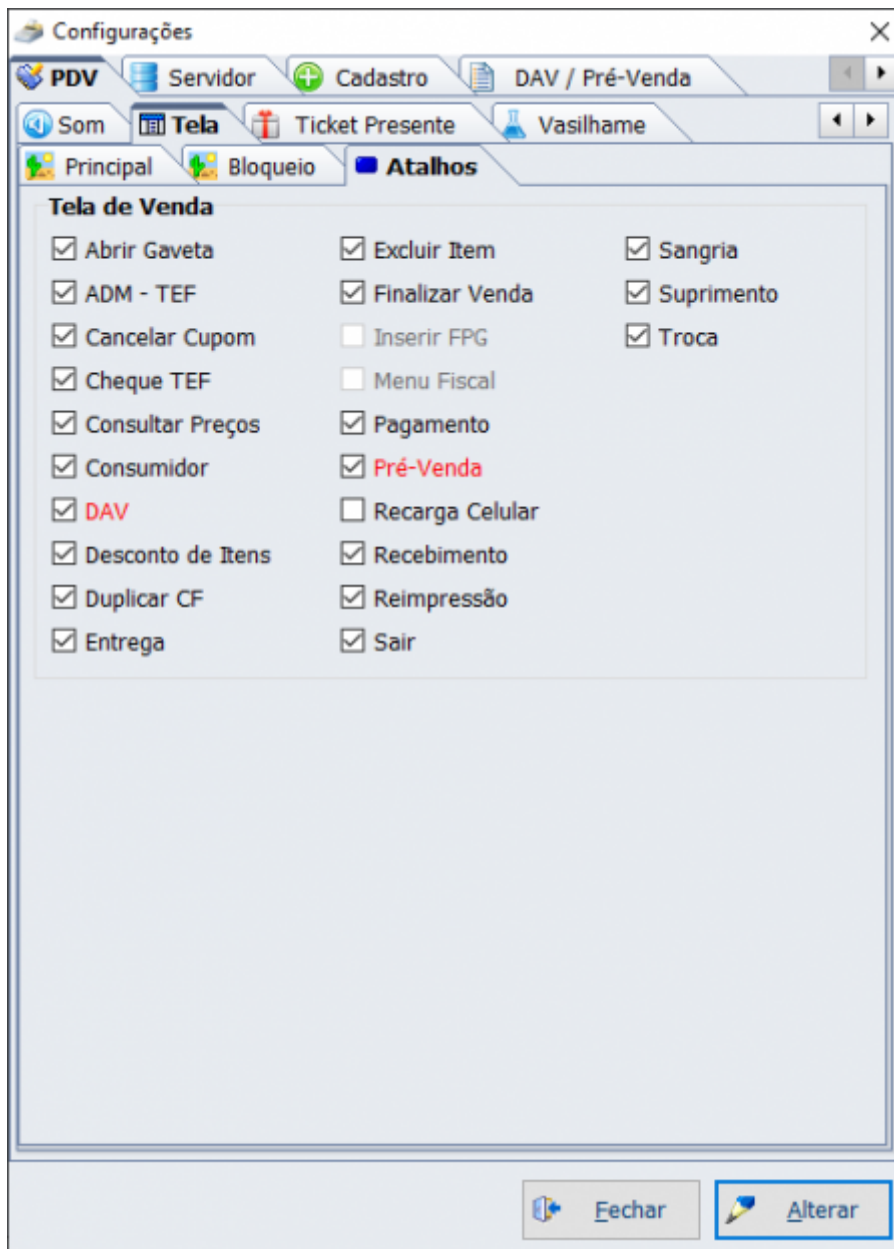 Configurações
PDV Servidor Cadastro DAV / Pré-Venda
Som Tela Ticket Presente Vasilhame
Principal Bloqueio Atalhos
Tela de Venda
Abrir Gaveta Excluir Item Sangria
ADM - TEF Finalizar Venda Suprimento
Cancelar Cupom Inserir FPG Troca
Cheque TEF Menu Fiscal
Consultar Preços Pagamento
Consumidor Pré-Venda
DAV Recarga Celular
Desconto de Itens Recebimento
Duplicar CF Reimpressão
Entrega Sair
Fechar Alterar